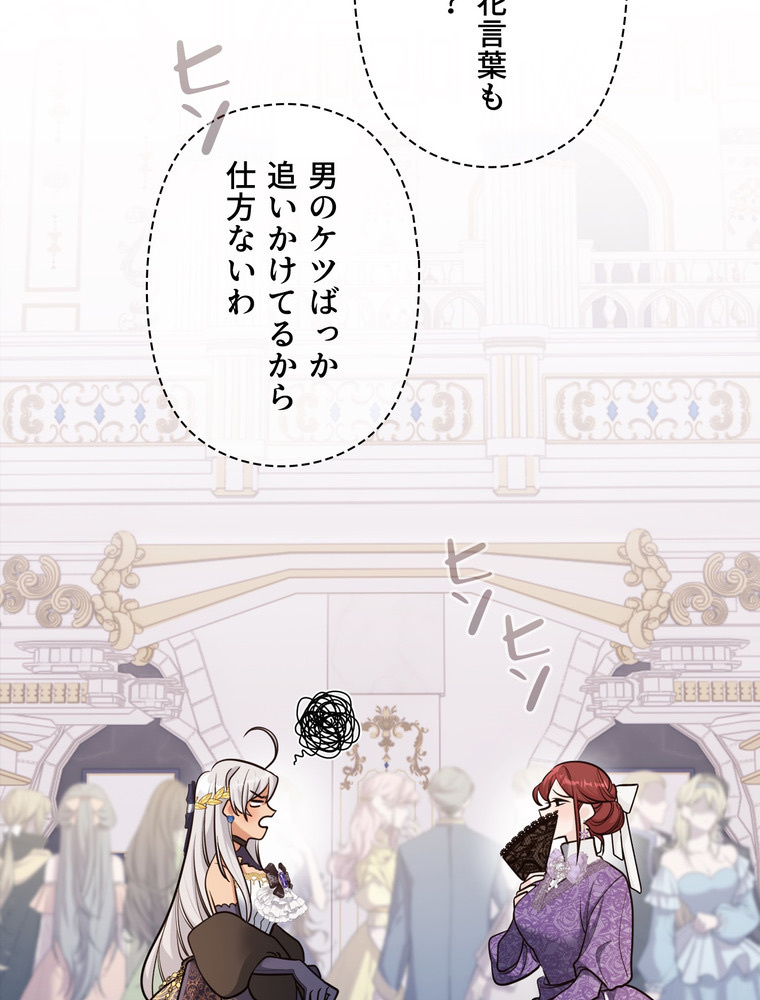 花言葉も
？
ヒソ
男のケツばっか
追いかけてるから
仕方ないわ
ヒソ
ヒソ